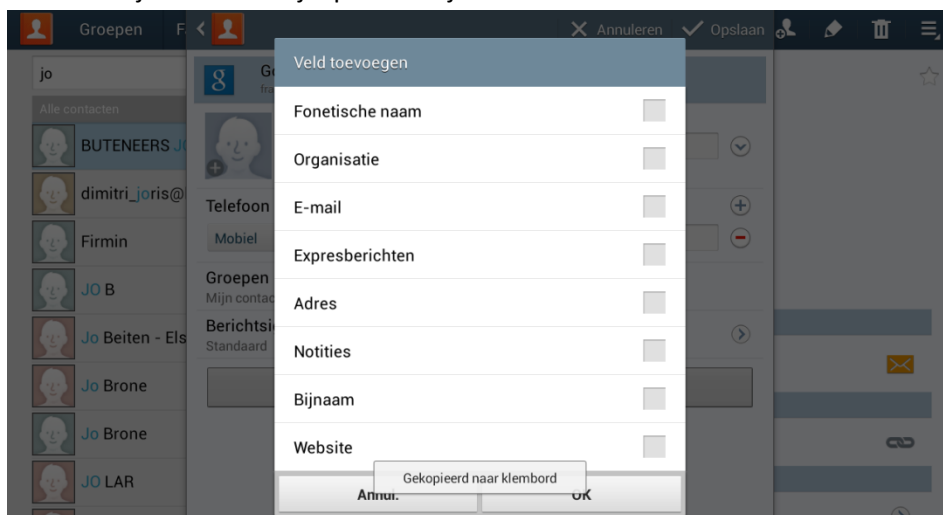 Groepen
Annuleren
Opslaan
jo
Alle contacten
BUTENEERS
dimitri_joris@
Firmin
JO B
Jo Beiten - Els
Jo Brone
Jo Brone
JO LAR
Telefoon
Mobiel
Groepen
Mijn contac
Standaard
Veld toevoegen
Fonetische naam
Organisatie
E-mail
Expresberichten
Adres
Notities
Bijnaam
Website
Gekopieerd naar klembord
OK